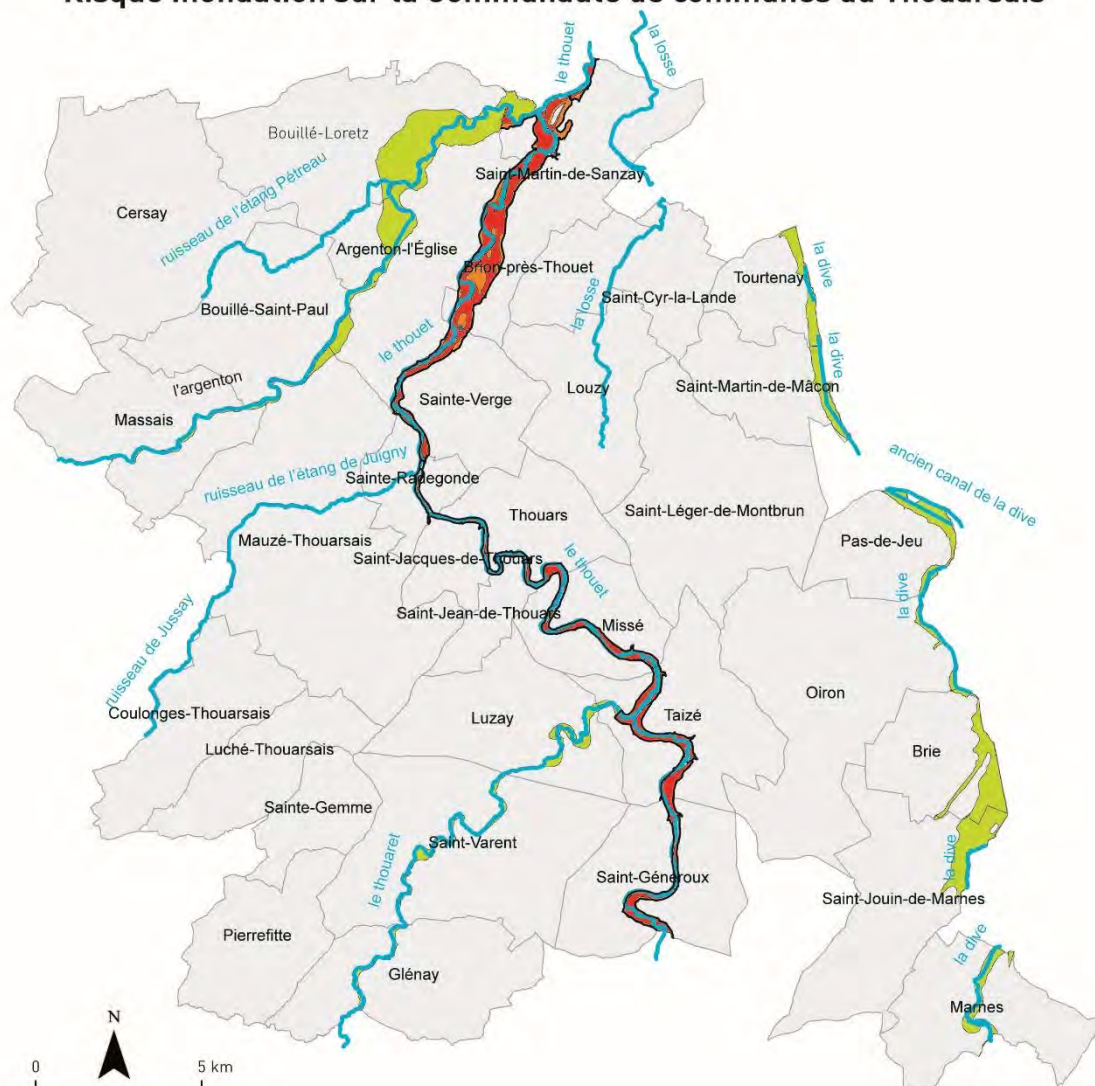 Risque inondation sur la Communauté de communes du Thouarsais
la losse
le thouet
Bouillé-Loretz
Saint-Martin-de-Sanzay
Cersay
ruisseau de l'étang Pétreau
Argenton-l'Église
Brion-près-Thouet
Tourtenay
la dive
Saint-Cyr-la-Lande
Bouillé-Saint-Paul
la losse
le thouet
la dive
l'argenton
Louzy
Saint-Martin-de-Mâcon
Sainte-Verge
Massais
ancien canal de la dive
ruisseau de l'étang de Juigny
Sainte-Radegonde
Thouars
Saint-Léger-de-Montbrun
Mauzé-Thouarsais
Pas-de-Jeu
Saint-Jacques-de-Thouars
le thouet
la dive
Saint-Jean-de-Thouars
Missé
ruisseau de Jussay
Oiron
Coulonges-Thouarsais
Luzay
Taizé
Luché-Thouarsais
Brie
Sainte-Gemme
Saint-Varent
la dive
le thouaret
Saint-Généroux
Saint-Jouin-de-Marnes
Pierrefitte
la dive
Glénay
Marnes
N
0 5 km